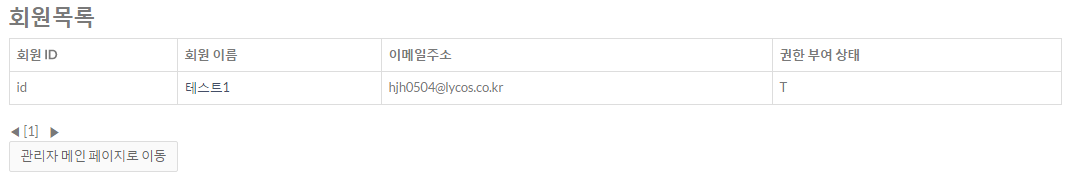 회원목록
회원 ID 회원 이름 이메일주소 권한 부여 상태
id 테스트1 hjh0504@lycos.co.kr T
◀ [1] ▶
관리자 메인 페이지로 이동